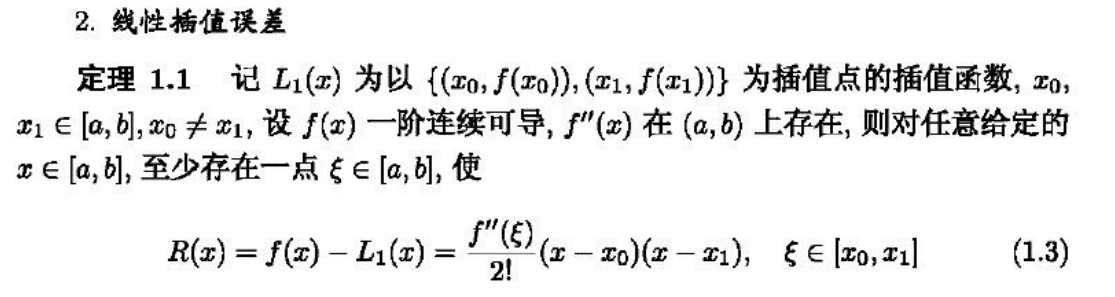 2. 线性插值误差
定理 1.1 记 L₁(x) 为以 {(x₀, f(x₀)), (x₁, f(x₁))} 为插值点的插值函数, x₀,
x₁ ∈ [a, b], x₀ ≠ x₁, 设 f(x) 一阶连续可导, f″(x) 在 (a, b) 上存在, 则对任意给定的
x ∈ [a, b], 至少存在一点 ξ ∈ [a, b], 使
R(x) = f(x) − L₁(x) = f″(ξ)/2! (x − x₀)(x − x₁), ξ ∈ [x₀, x₁] (1.3)